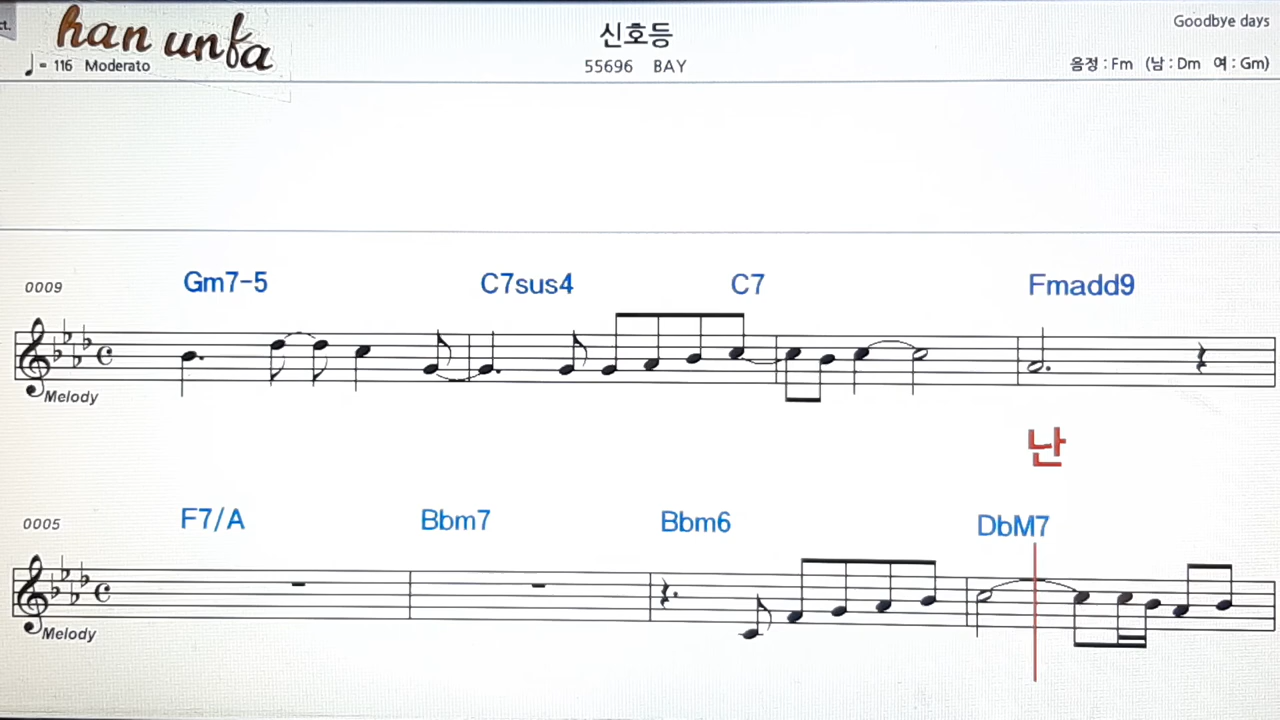 ct.
han unfa
신호등
Goodbye days
♩= 116 Moderato
55696 BAY
음정 : Fm (남 : Dm 여 : Gm)
0009
Gm7-5 C7sus4 C7 Fmadd9
Melody
난
0005
F7/A Bbm7 Bbm6 DbM7
Melody